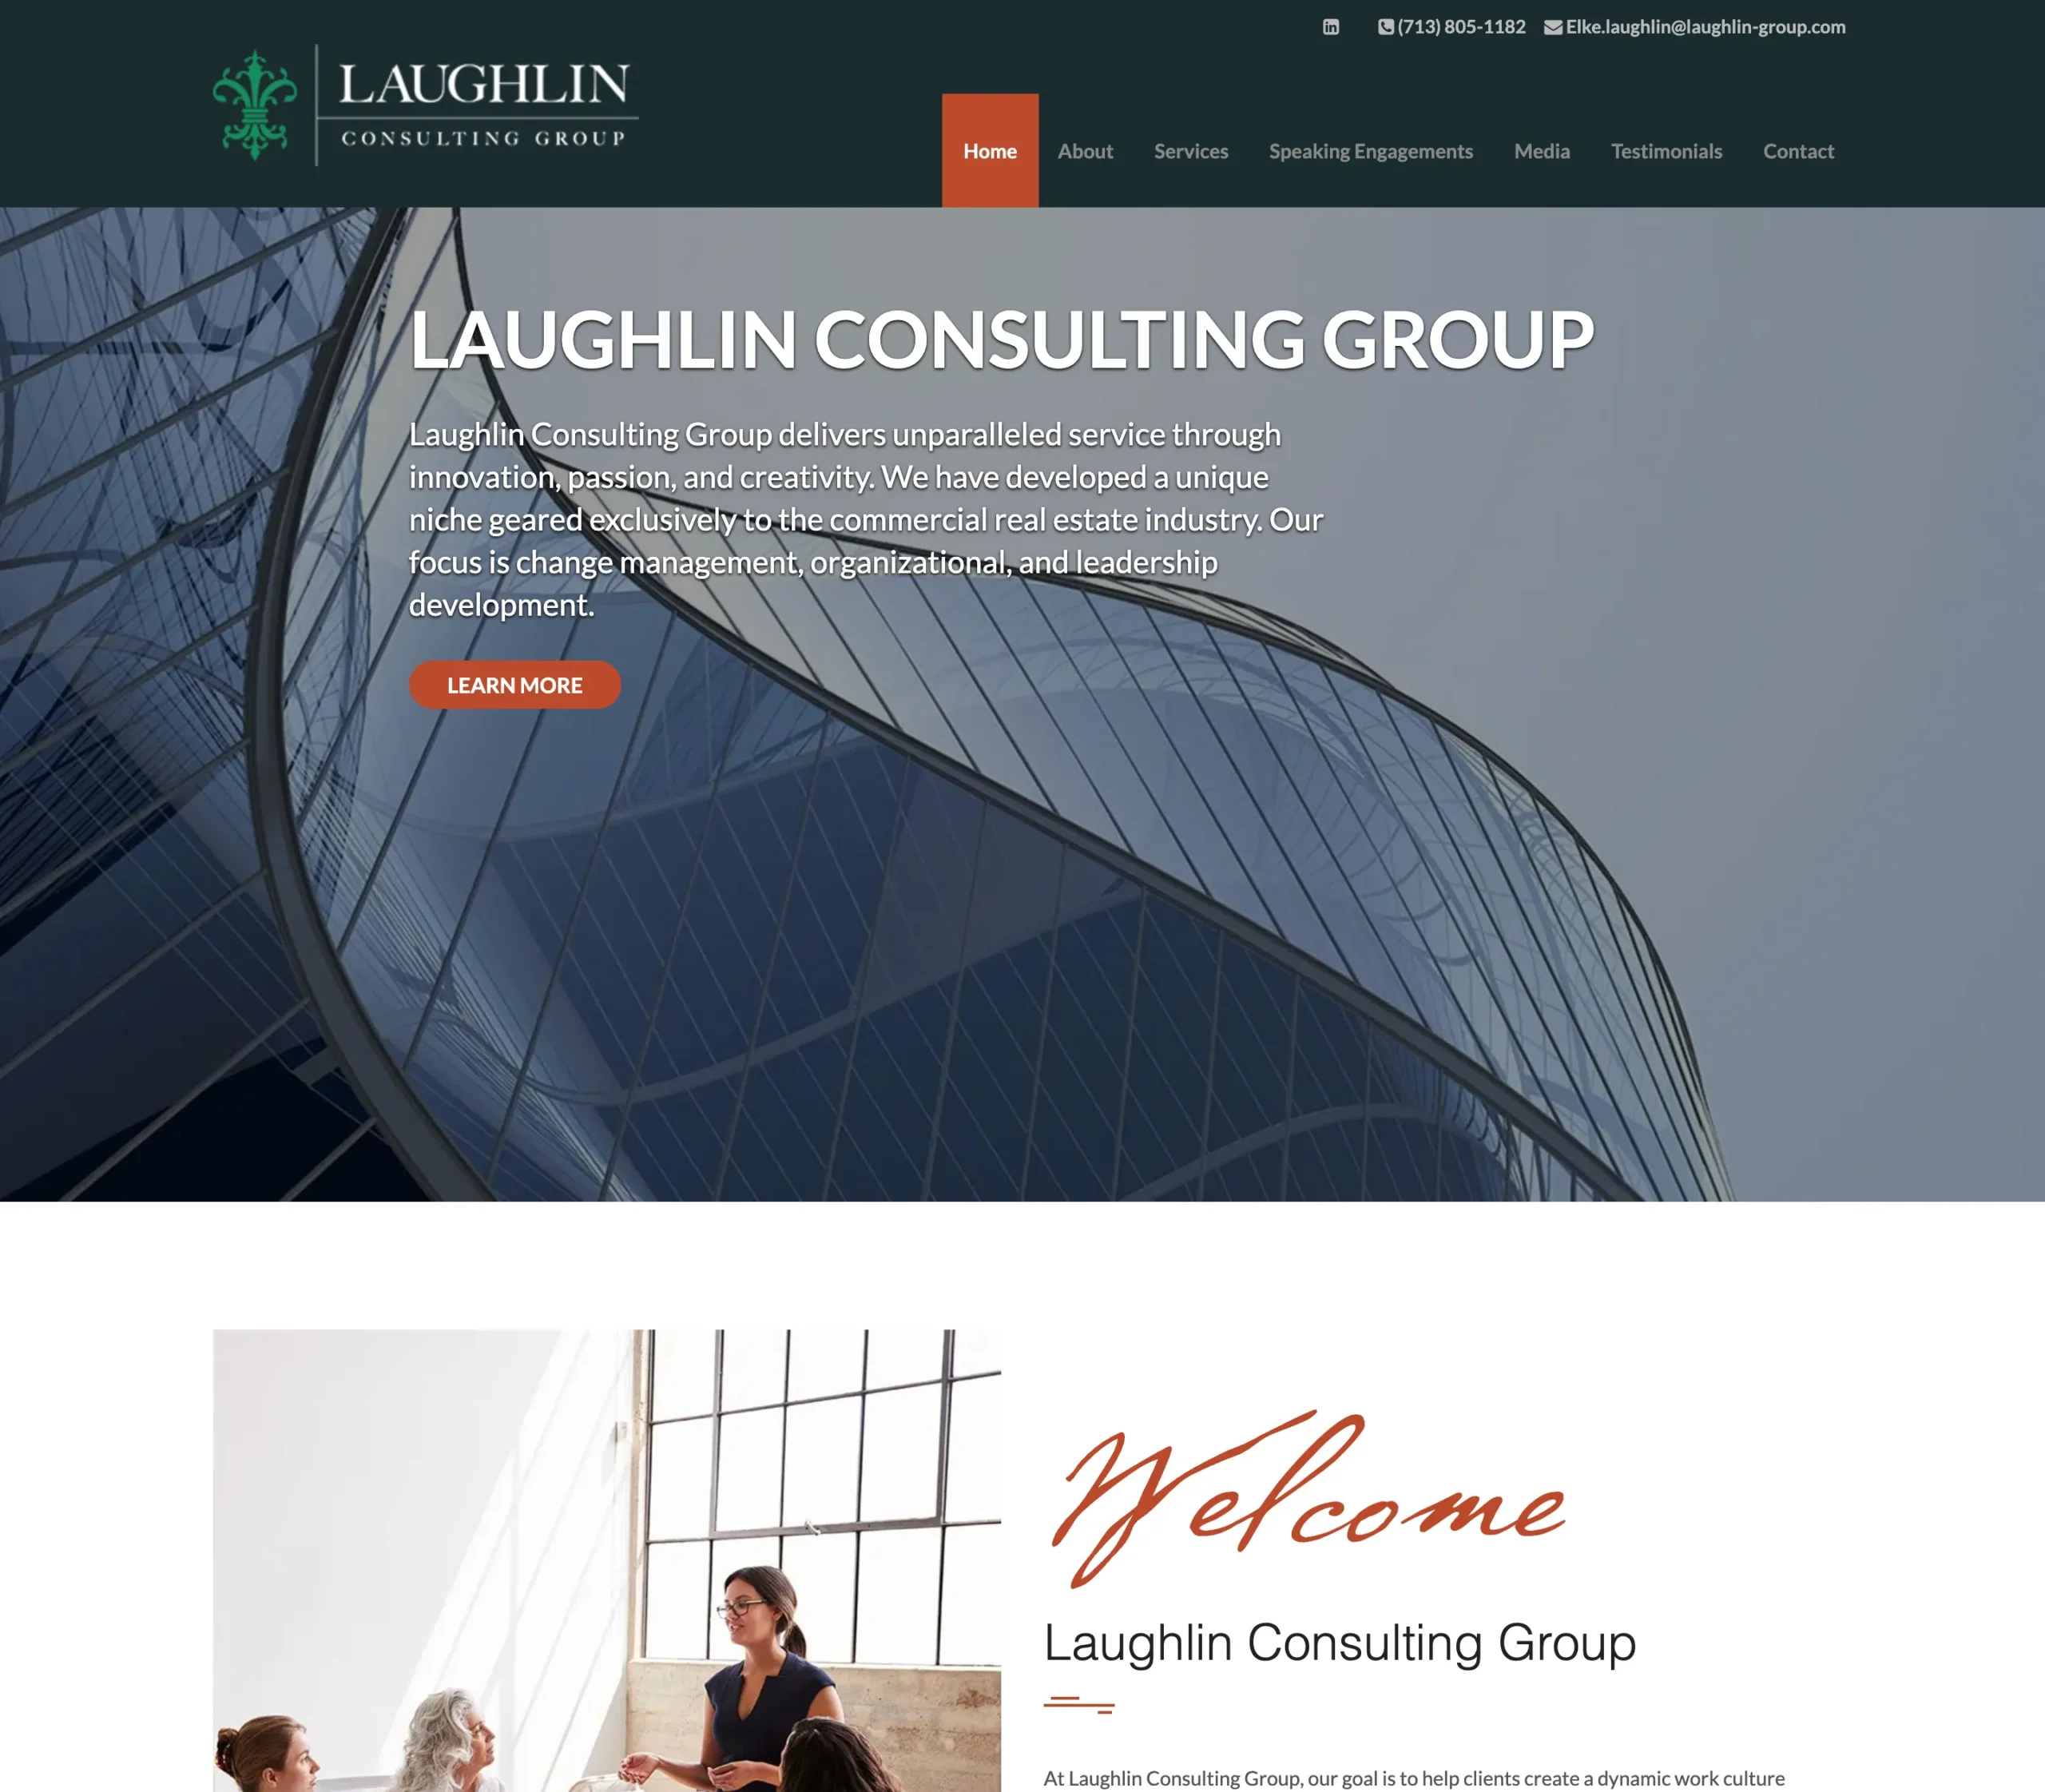 (713) 805-1182 Elke.laughlin@laughlin-group.com
LAUGHLIN
CONSULTING GROUP
Home About Services Speaking Engagements Media Testimonials Contact
LAUGHLIN CONSULTING GROUP
Laughlin Consulting Group delivers unparalleled service through
innovation, passion, and creativity. We have developed a unique
niche geared exclusively to the commercial real estate industry. Our
focus is change management, organizational, and leadership
development.
LEARN MORE
Welcome
Laughlin Consulting Group
At Laughlin Consulting Group, our goal is to help clients create a dynamic work culture